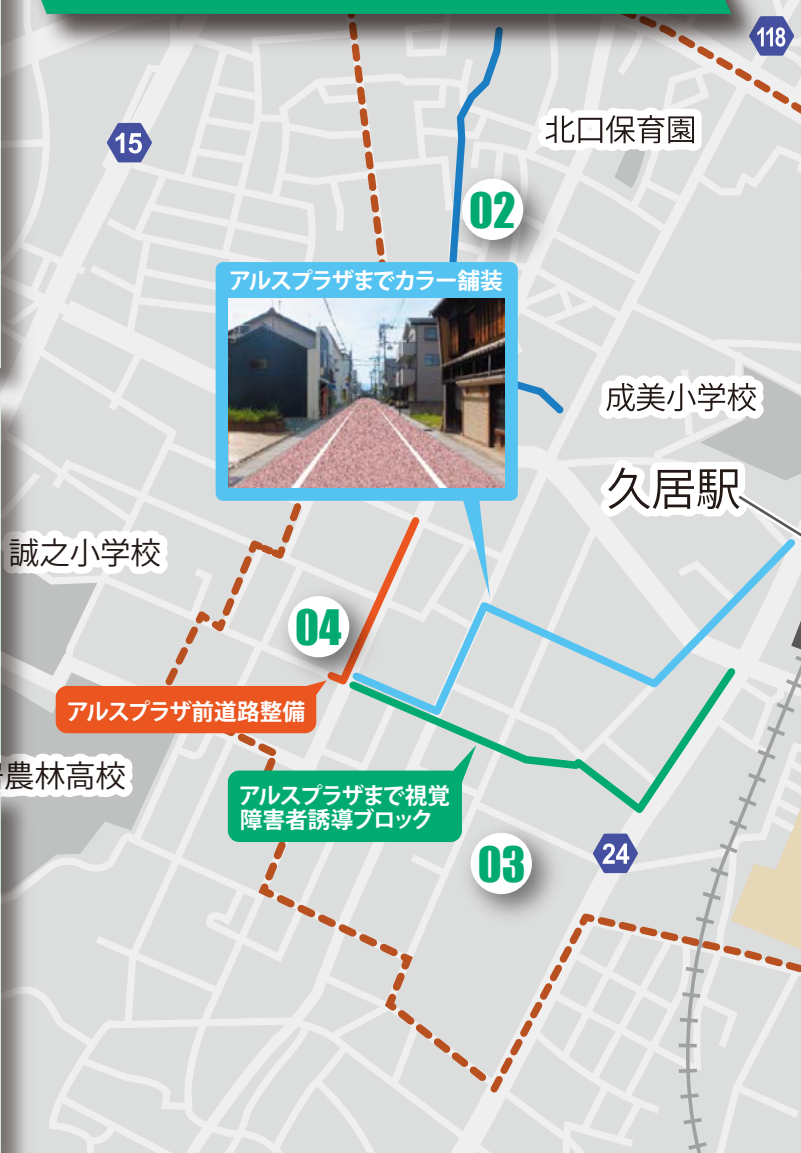 118
15
北口保育園
02
アルスプラザまでカラー舗装
成美小学校
久居駅
誠之小学校
04
アルスプラザ前道路整備
農林高校
アルスプラザまで視覚
障害者誘導ブロック
03
24